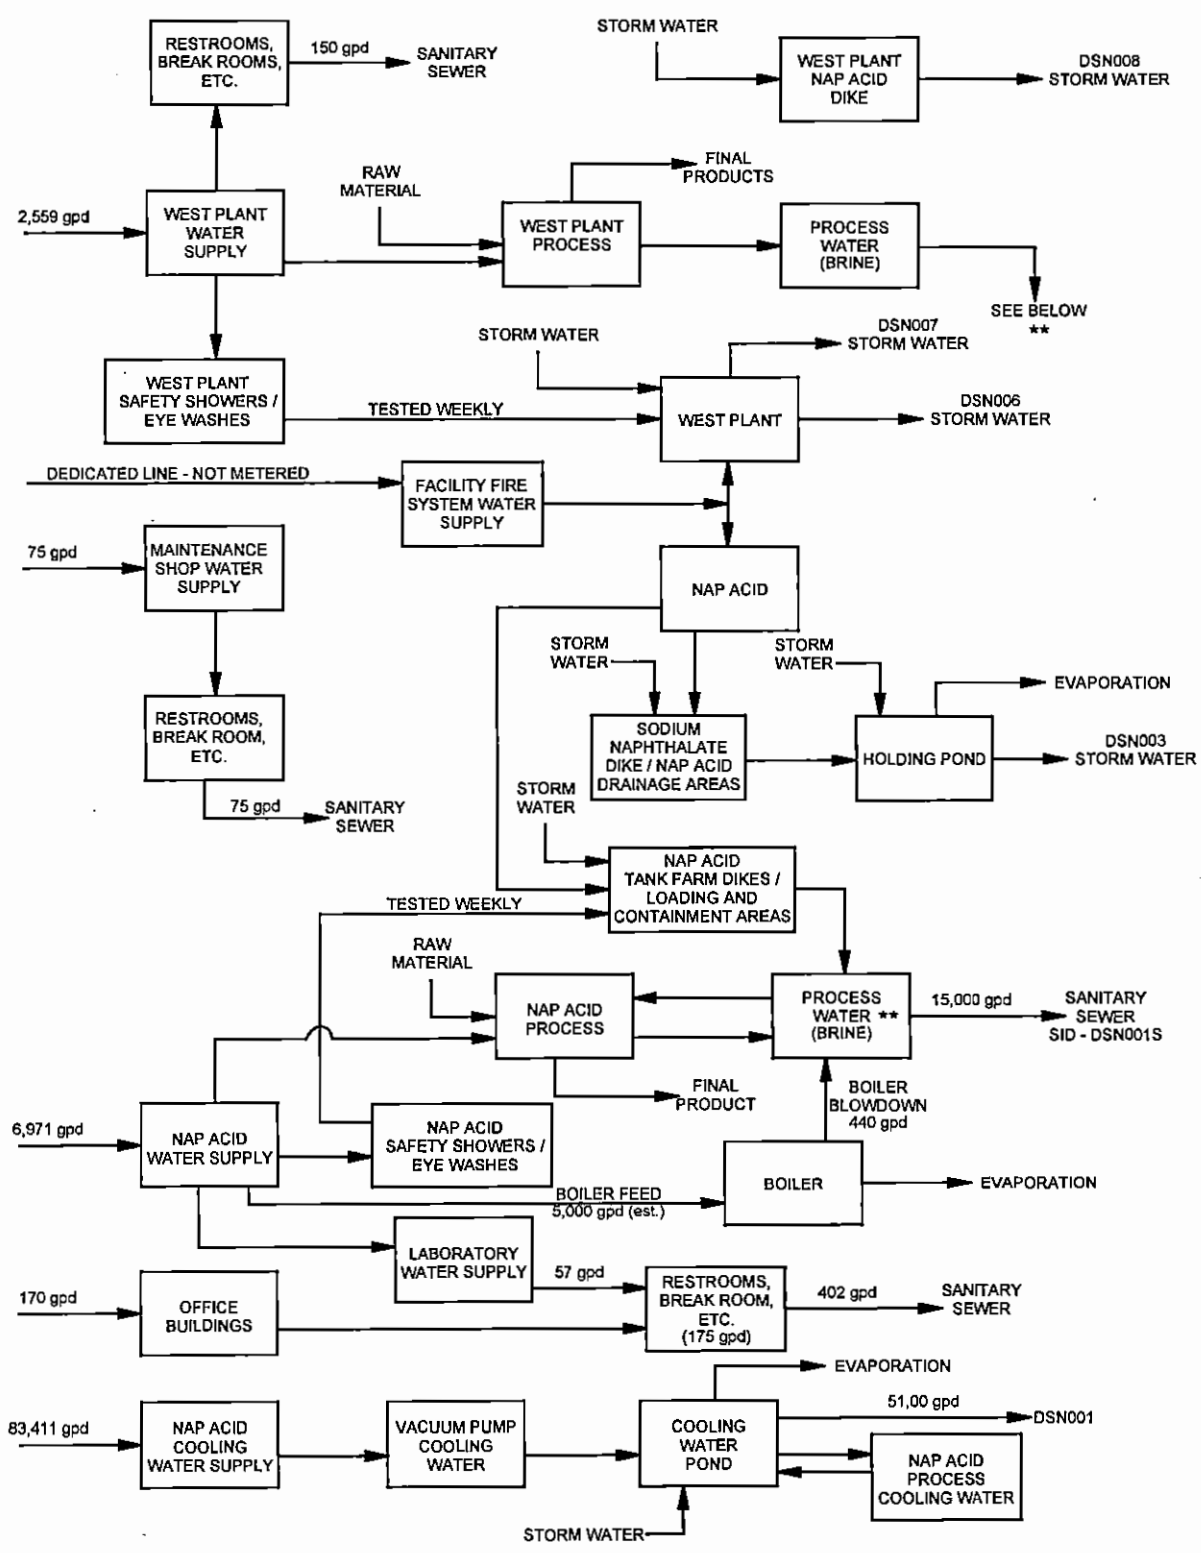 RESTROOMS,
BREAK ROOMS,
ETC.
150 gpd
SANITARY
SEWER
STORM WATER
WEST PLANT
NAP ACID
DIKE
DSN008
STORM WATER
2,559 gpd
WEST PLANT
WATER
SUPPLY
RAW
MATERIAL
WEST PLANT
PROCESS
FINAL
PRODUCTS
PROCESS
WATER
(BRINE)
SEE BELOW
**
STORM WATER
DSN007
STORM WATER
WEST PLANT
SAFETY SHOWERS /
EYE WASHES
TESTED WEEKLY
WEST PLANT
DSN006
STORM WATER
DEDICATED LINE - NOT METERED
FACILITY FIRE
SYSTEM WATER
SUPPLY
75 gpd
MAINTENANCE
SHOP WATER
SUPPLY
NAP ACID
STORM
WATER
STORM
WATER
EVAPORATION
RESTROOMS,
BREAK ROOM,
ETC.
SODIUM
NAPHTHALATE
DIKE / NAP ACID
DRAINAGE AREAS
HOLDING POND
DSN003
STORM WATER
75 gpd
SANITARY
SEWER
STORM
WATER
NAP ACID
TANK FARM DIKES /
LOADING AND
CONTAINMENT AREAS
TESTED WEEKLY
RAW
MATERIAL
NAP ACID
PROCESS
PROCESS
WATER **
(BRINE)
15,000 gpd
SANITARY
SEWER
SID - DSN001S
FINAL
PRODUCT
BOILER
BLOWDOWN
440 gpd
6,971 gpd
NAP ACID
WATER SUPPLY
NAP ACID
SAFETY SHOWERS /
EYE WASHES
BOILER FEED
5,000 gpd (est.)
BOILER
EVAPORATION
LABORATORY
WATER SUPPLY
57 gpd
170 gpd
OFFICE
BUILDINGS
RESTROOMS,
BREAK ROOM,
ETC.
(175 gpd)
402 gpd
SANITARY
SEWER
EVAPORATION
83,411 gpd
NAP ACID
COOLING
WATER SUPPLY
VACUUM PUMP
COOLING
WATER
COOLING
WATER
POND
51,00 gpd
DSN001
NAP ACID
PROCESS
COOLING WATER
STORM WATER